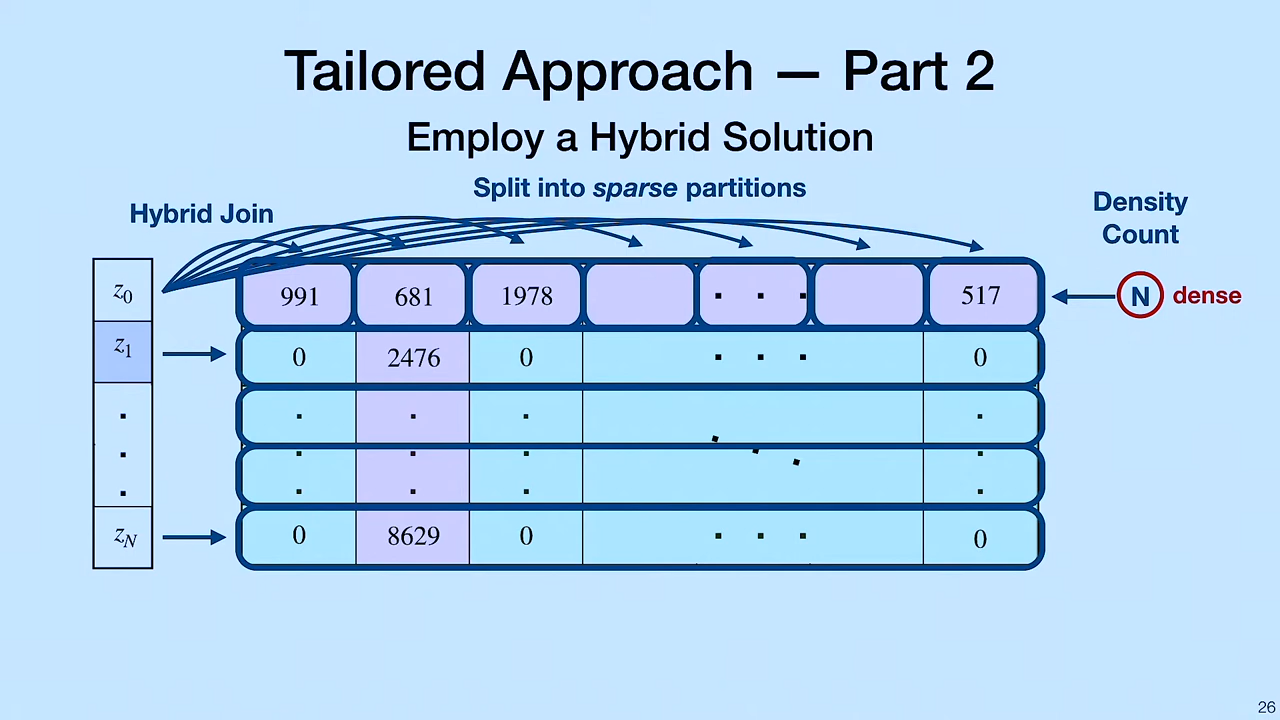 Tailored Approach — Part 2
Employ a Hybrid Solution
Split into sparse partitions
Hybrid Join
Density
Count
z0 991 681 1978 . . . 517 N dense
z1 0 2476 0 . . . 0
. . . . . . . .
. . . . .
. . . . .
zN 0 8629 0 . . . 0
26